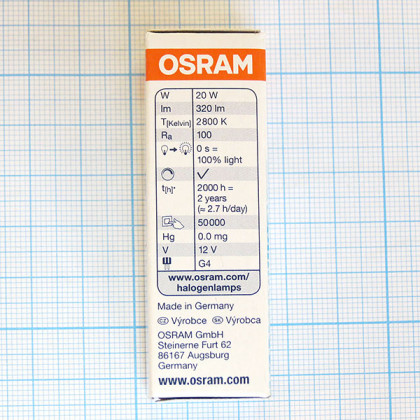 OSRAM
W 20 W
lm 320 lm
T[Kelvin] 2800 K
Ra 100
0 s =
100% light
t[h]* 2000 h =
2 years
(≈ 2.7 h/day)
50000
Hg 0.0 mg
V 12 V
G4
www.osram.com/
halogenlamps
Made in Germany
CZ Výrobce SK Výrobca
OSRAM GmbH
Steinerne Furt 62
86167 Augsburg
Germany
www.osram.com